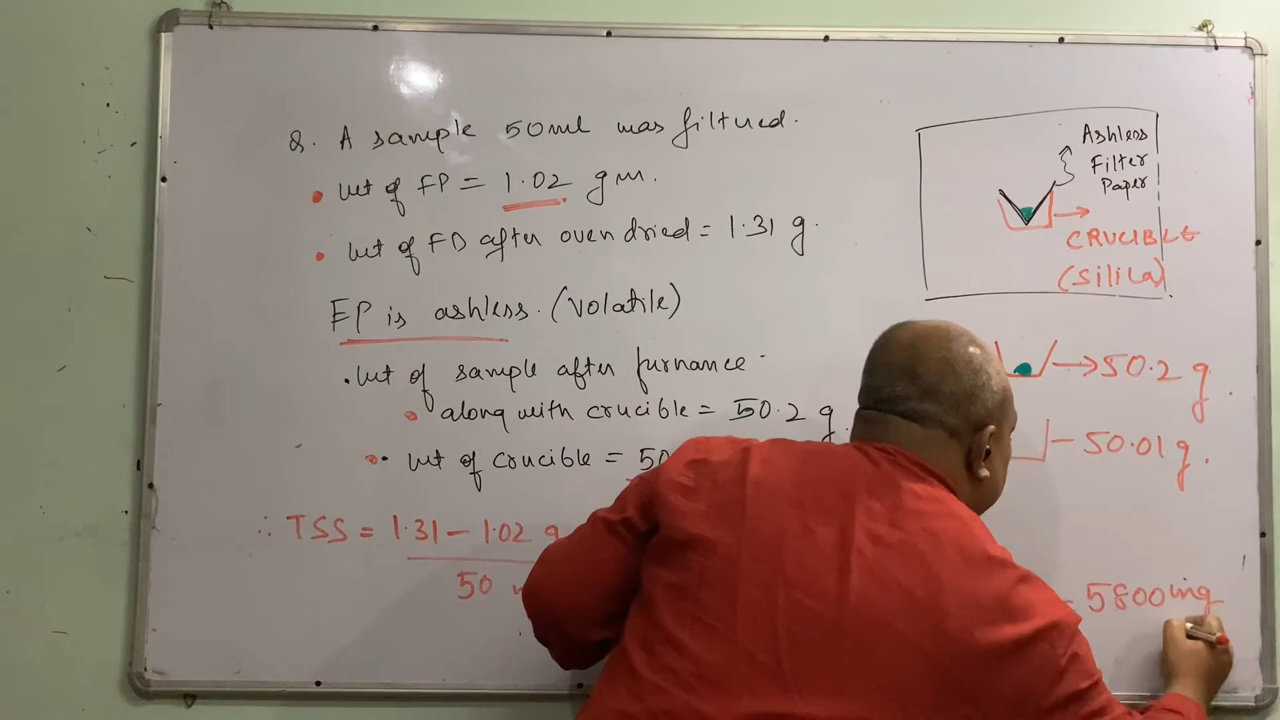 Q. A sample 50ml was filtured.
• wt of FP = 1.02 gm.
• wt of FD after oven dried = 1.31 g.
FP is ashless. (volatile)
• wt of sample after furnance
along with crucible = 50.2 g.
• wt of crucible = 50
∴ TSS = 1.31 - 1.02 g
50
Ashless
Filter
Paper
CRUCIBLE
(Silica)
→ 50.2 g.
- 50.01 g.
5800 mg